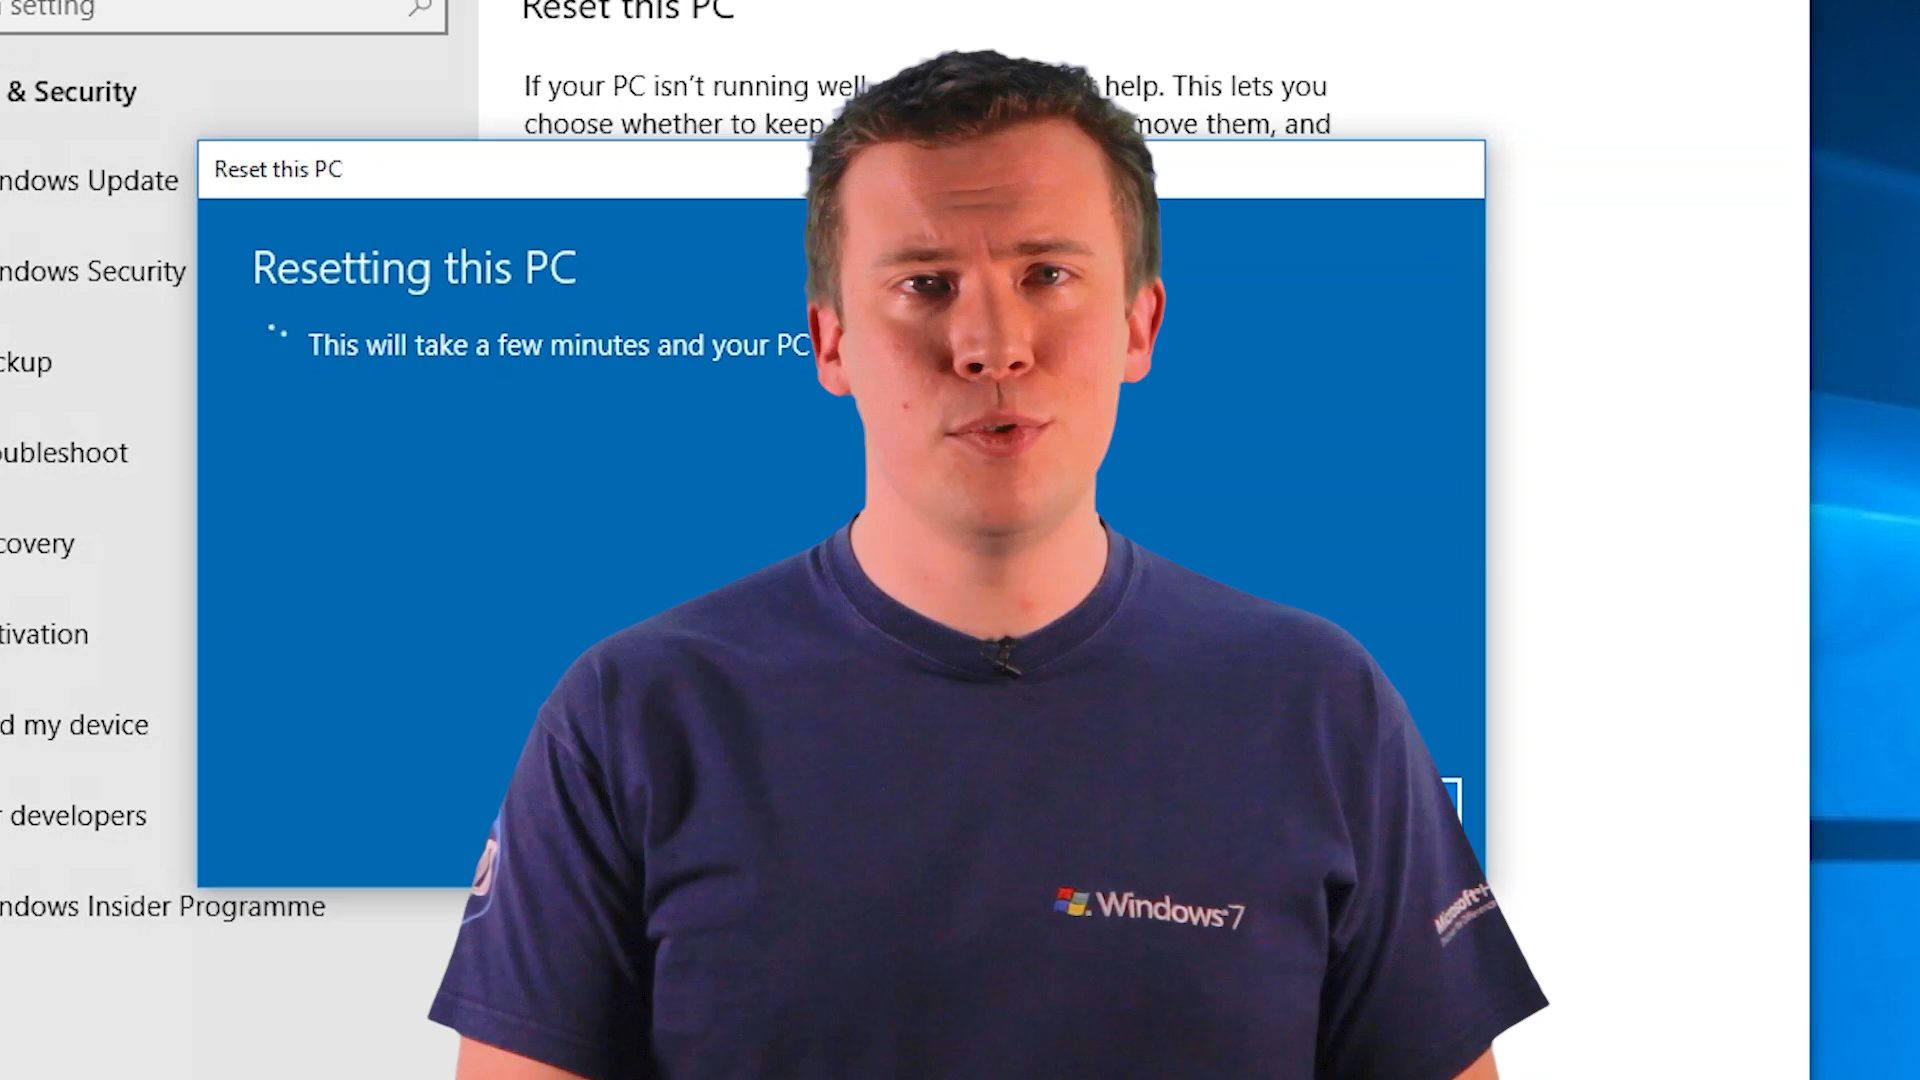 setting
Reset this PC
& Security
If your PC isn't running well help. This lets you
choose whether to keep move them, and
ndows Update
Reset this PC
ndows Security
Resetting this PC
This will take a few minutes and your PC
ckup
oubleshoot
covery
tivation
d my device
r developers
ndows Insider Programme
Windows 7
Microsoft